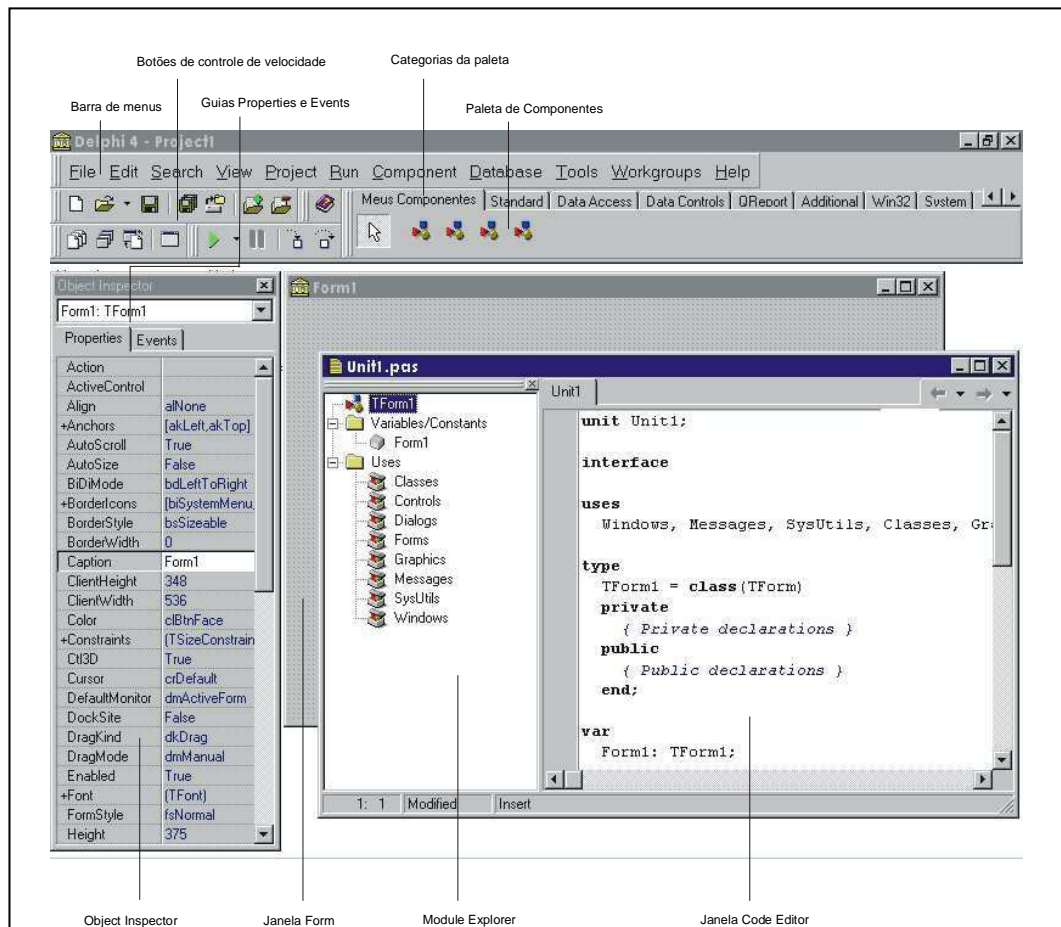 Botões de controle de velocidade
Categorias da paleta
Barra de menus
Guias Properties e Events
Paleta de Componentes
Delphi 4 - Project1
File Edit Search View Project Run Component Database Tools Workgroups Help
Meus Componentes Standard Data Access Data Controls QReport Additional Win32 System
Object Inspector
Form1: TForm1
Properties Events
Action
ActiveControl
Align alNone
+Anchors [akLeft,akTop]
AutoScroll True
AutoSize False
BiDiMode bdLeftToRight
+BorderIcons [biSystemMenu,
BorderStyle bsSizeable
BorderWidth 0
Caption Form1
ClientHeight 348
ClientWidth 536
Color clBtnFace
+Constraints (TSizeConstrain
Ctl3D True
Cursor crDefault
DefaultMonitor dmActiveForm
DockSite False
DragKind dkDrag
DragMode dmManual
Enabled True
+Font (TFont)
FormStyle fsNormal
Height 375
Form1
Unit1.pas
TForm1
Variables/Constants
Form1
Uses
Classes
Controls
Dialogs
Forms
Graphics
Messages
SysUtils
Windows
Unit1
unit Unit1;
interface
uses
Windows, Messages, SysUtils, Classes, Gr
type
TForm1 = class(TForm)
private
{ Private declarations }
public
{ Public declarations }
end;
var
Form1: TForm1;
1: 1 Modified Insert
Object Inspector
Janela Form
Module Explorer
Janela Code Editor